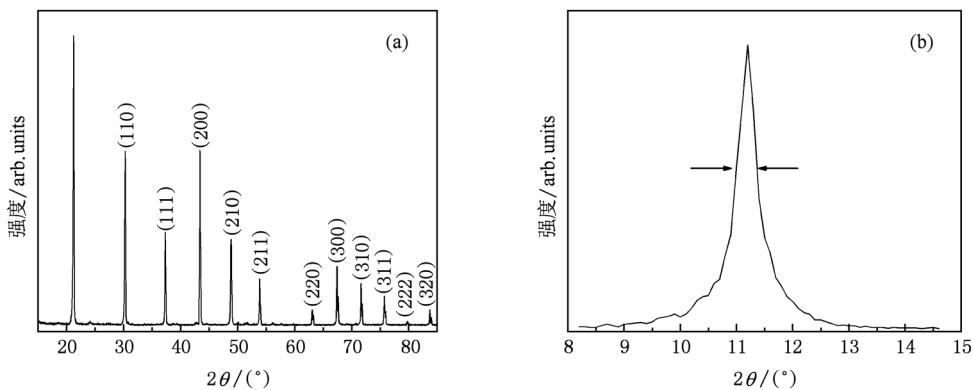 (a)
(110)
(200)
(111)
(210)
(211)
(220)
(300)
(310)
(311)
(222)
(320)
强度/arb.units
20 30 40 50 60 70 80
2θ/(°)
(b)
强度/arb.units
8 9 10 11 12 13 14 15
2θ/(°)